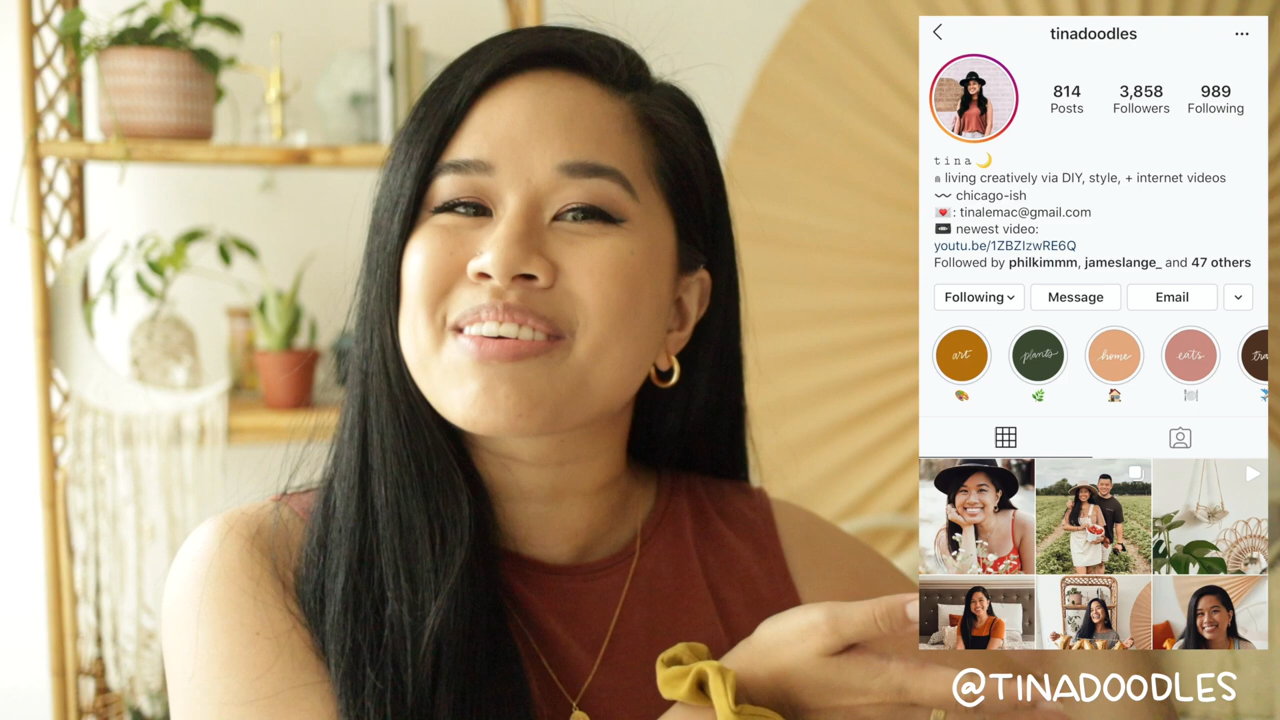 tinadoodles
814
3,858
989
Posts
Followers
Following
tina🌙
living creatively via DIY, style, + internet videos
chicago-ish
💌: tinalemac@gmail.com
newest video:
youtu.be/1ZBZIzwRE6Q
Followed by philkimmm, jameslange_ and 47 others
Following
Message
Email
art
plants
home
eats
tra
@TINADOODLES